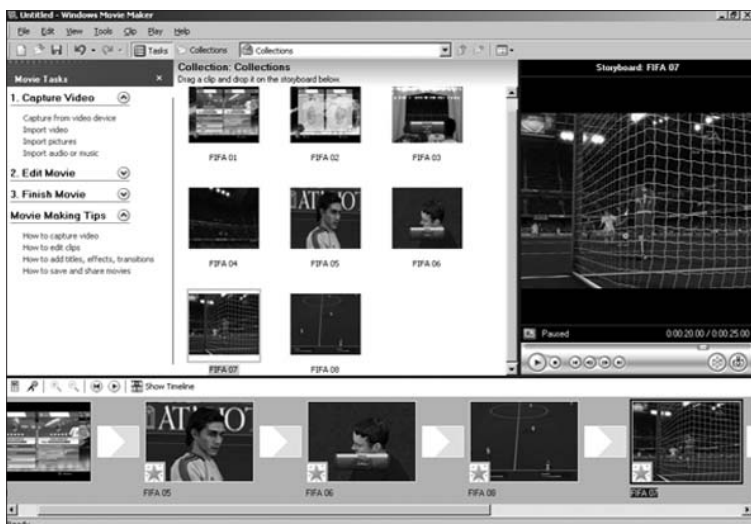 Untitled - Windows Movie Maker
File Edit View Tools Clip Play Help
Tasks Collections Collections
Movie Tasks
1. Capture Video
Capture from video device
Import video
Import pictures
Import audio or music
2. Edit Movie
3. Finish Movie
Movie Making Tips
How to capture video
How to edit clips
How to add titles, effects, transitions
How to save and share movies
Collection: Collections
Drag a clip and drop it on the storyboard below.
FIFA 01 FIFA 02 FIFA 03
FIFA 04 FIFA 05 FIFA 06
FIFA 07 FIFA 08
Storyboard: FIFA 07
Paused 0:00:20.00 / 0:00:25.00
Show Timeline
FIFA 05 FIFA 06 FIFA 08 FIFA 07
Ready